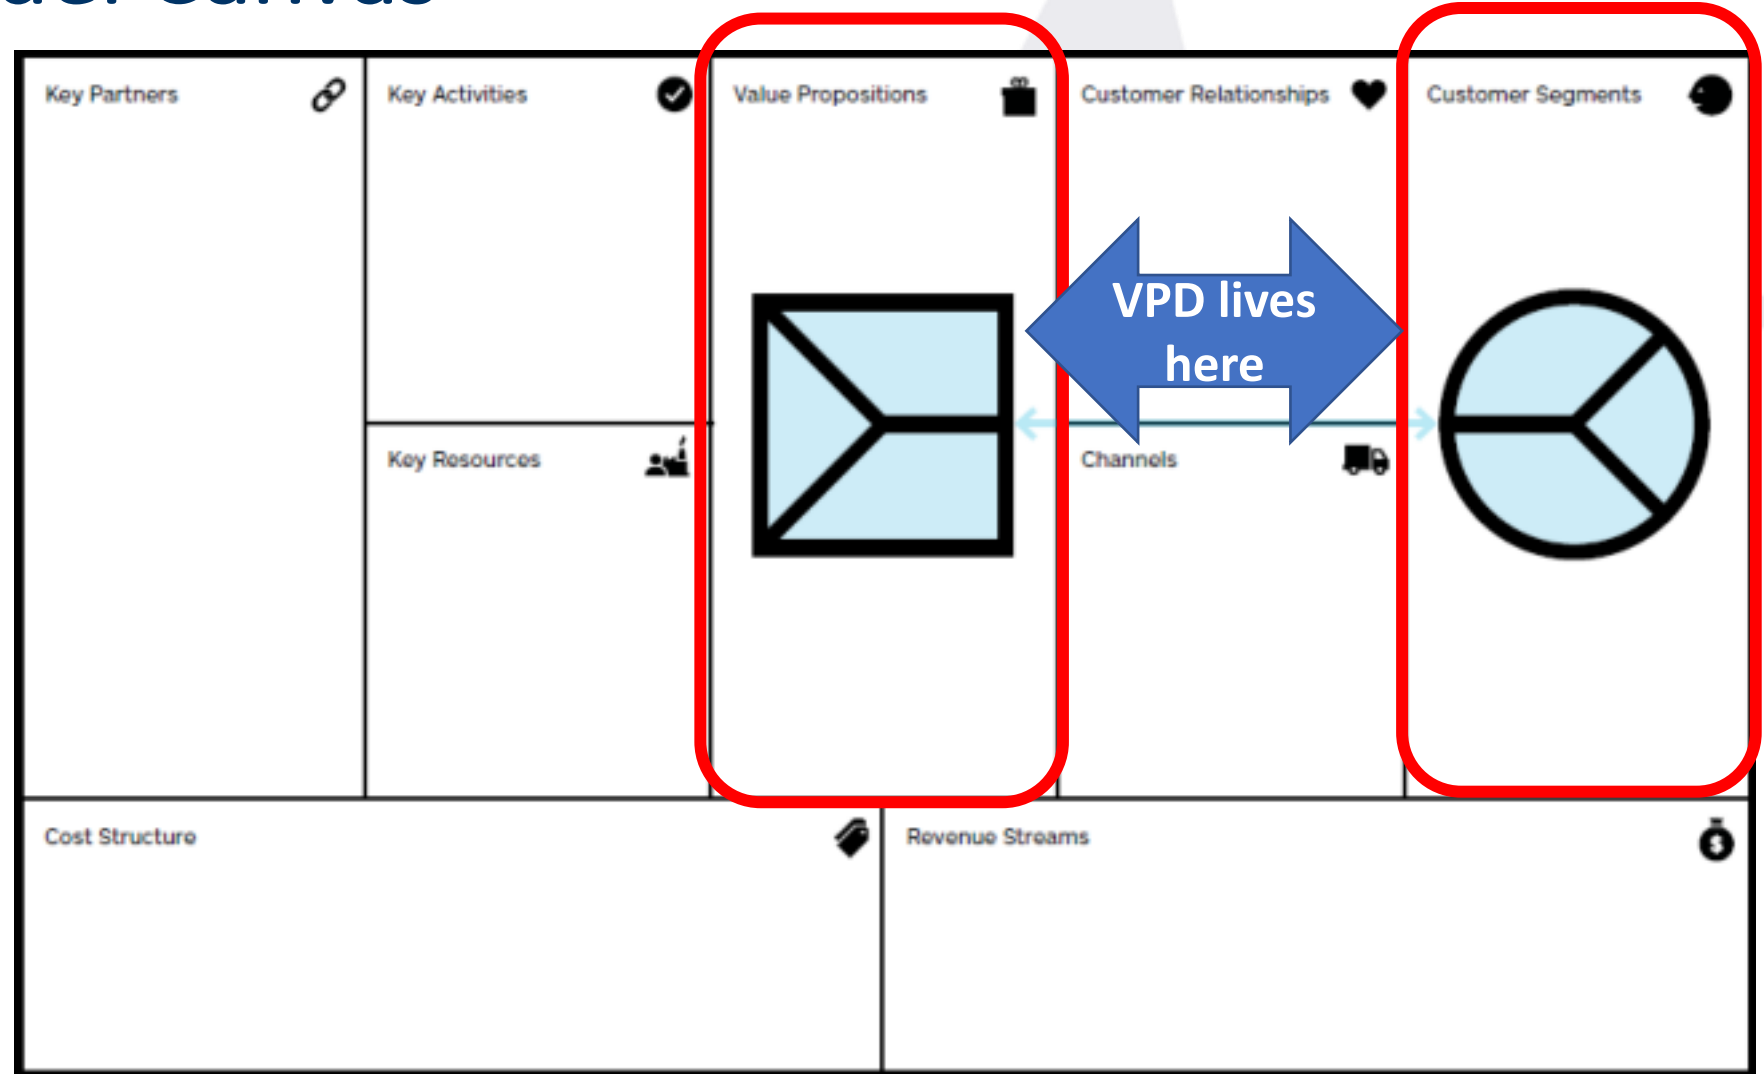 Canvas
Key Partners
Key Activities
Value Propositions
Customer Relationships
Customer Segments
VPD lives
here
Key Resources
Channels
Cost Structure
Revenue Streams
$